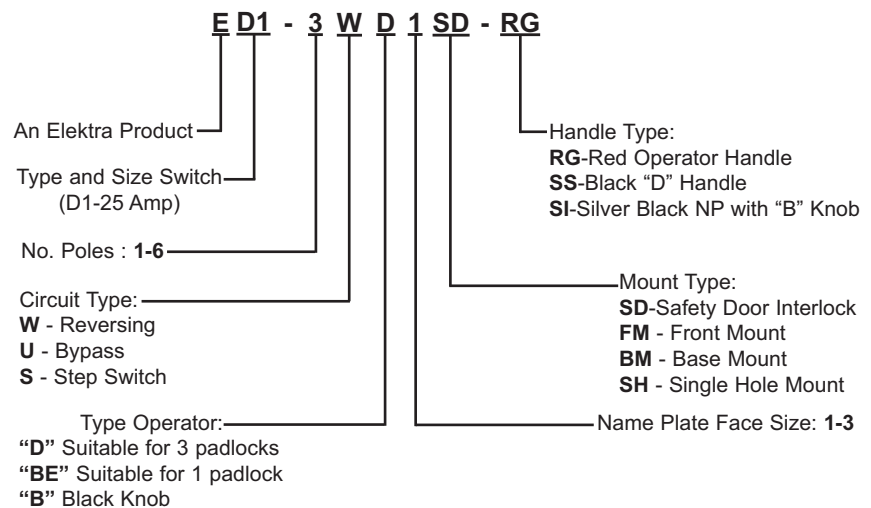 E D1 - 3 W D 1 SD - RG
An Elektra Product
Type and Size Switch
(D1-25 Amp)
No. Poles : 1-6
Circuit Type:
W - Reversing
U - Bypass
S - Step Switch
Type Operator:
“D” Suitable for 3 padlocks
“BE” Suitable for 1 padlock
“B” Black Knob
Handle Type:
RG-Red Operator Handle
SS-Black “D” Handle
SI-Silver Black NP with “B” Knob
Mount Type:
SD-Safety Door Interlock
FM - Front Mount
BM - Base Mount
SH - Single Hole Mount
Name Plate Face Size: 1-3